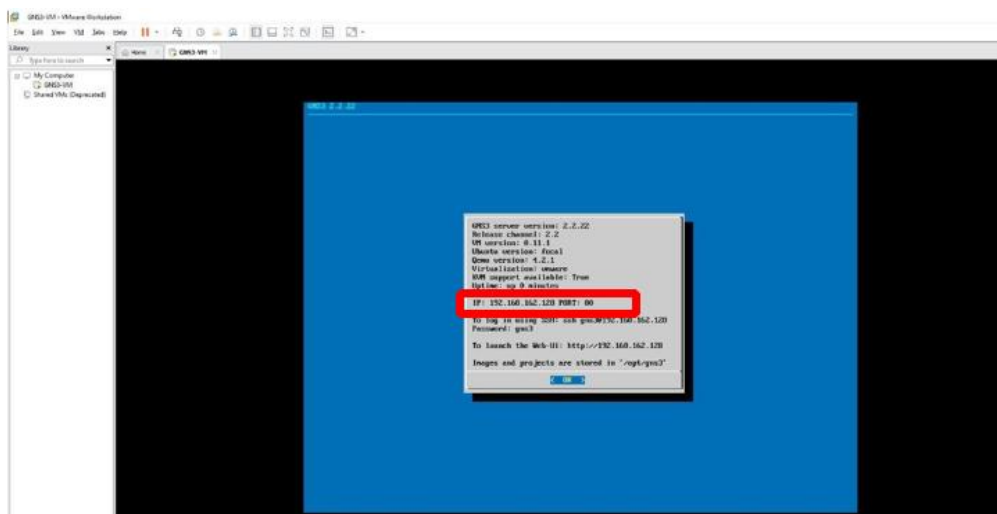 GNS3-VM - VMware Workstation
File Edit View VM Tabs Help
Library
Type here to search
Home
GNS3-VM
My Computer
GNS3-VM
Shared VMs (Deprecated)
GNS3 2.2.22
GNS3 server version: 2.2.22
Release channel: 2.2
VM version: 0.11.1
Ubuntu version: focal
Qemu version: 4.2.1
Virtualization: vmware
KVM support available: True
Uptime: up 0 minutes
IP: 192.168.162.128 PORT: 80
To log in using SSH: ssh gns3@192.168.162.128
Password: gns3
To launch the Web-Ui: http://192.168.162.128
Images and projects are stored in '/opt/gns3'
< OK >